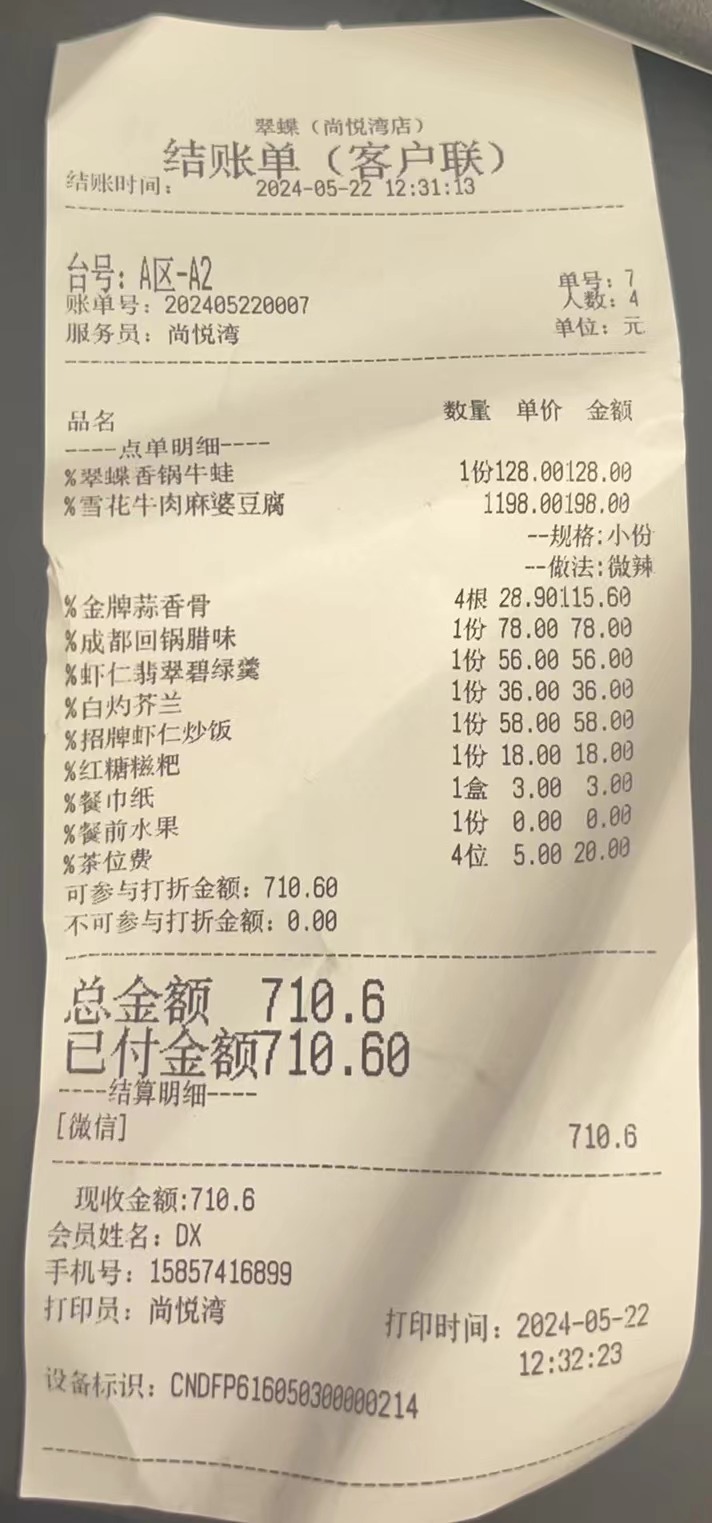 翠蝶（尚悦湾店）
结账单（客户联）
结账时间： 2024-05-22 12:31:13
台号：A区-A2
单号：7
账单号：202405220007 人数：4
服务员：尚悦湾 单位：元
品名 数量 单价 金额
----点单明细----
%翠蝶香锅牛蛙 1份128.00128.00
%雪花牛肉麻婆豆腐 1198.00198.00
--规格:小份
--做法:微辣
%金牌蒜香骨 4根 28.90115.60
%成都回锅腊味 1份 78.00 78.00
%虾仁翡翠碧绿羹 1份 56.00 56.00
%白灼芥兰 1份 36.00 36.00
%招牌虾仁炒饭 1份 58.00 58.00
%红糖糍粑 1份 18.00 18.00
%餐巾纸 1盒 3.00 3.00
%餐前水果 1份 0.00 0.00
%茶位费 4位 5.00 20.00
可参与打折金额：710.60
不可参与打折金额：0.00
总金额 710.6
已付金额710.60
----结算明细----
[微信] 710.6
现收金额:710.6
会员姓名：DX
手机号：15857416899
打印员：尚悦湾 打印时间：2024-05-22
12:32:23
设备标识：CNDFP616050300000214